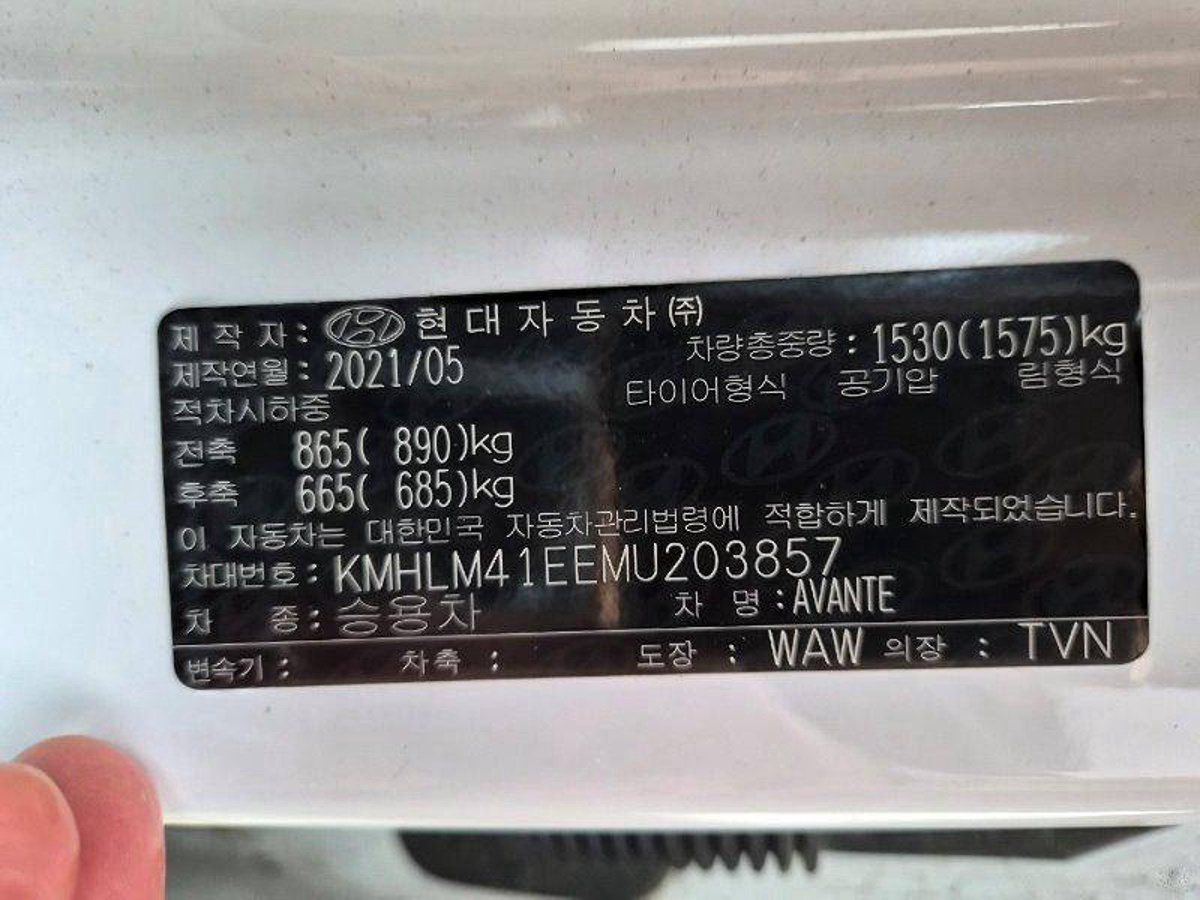 제 작 자 : 현 대 자 동 차 ㈜
제작연월 : 2021/05
차량총중량 : 1530(1575)kg
적차시하중
타이어형식 공기압 림형식
전축 865( 890)kg
후축 665( 685)kg
이 자동차는 대한민국 자동차관리법령에 적합하게 제작되었습니다.
차대번호 : KMHLM41EEMU203857
차 종 : 승용차 차 명 : AVANTE
변속기 : 차축 : 도장 : WAW 의장 : TVN